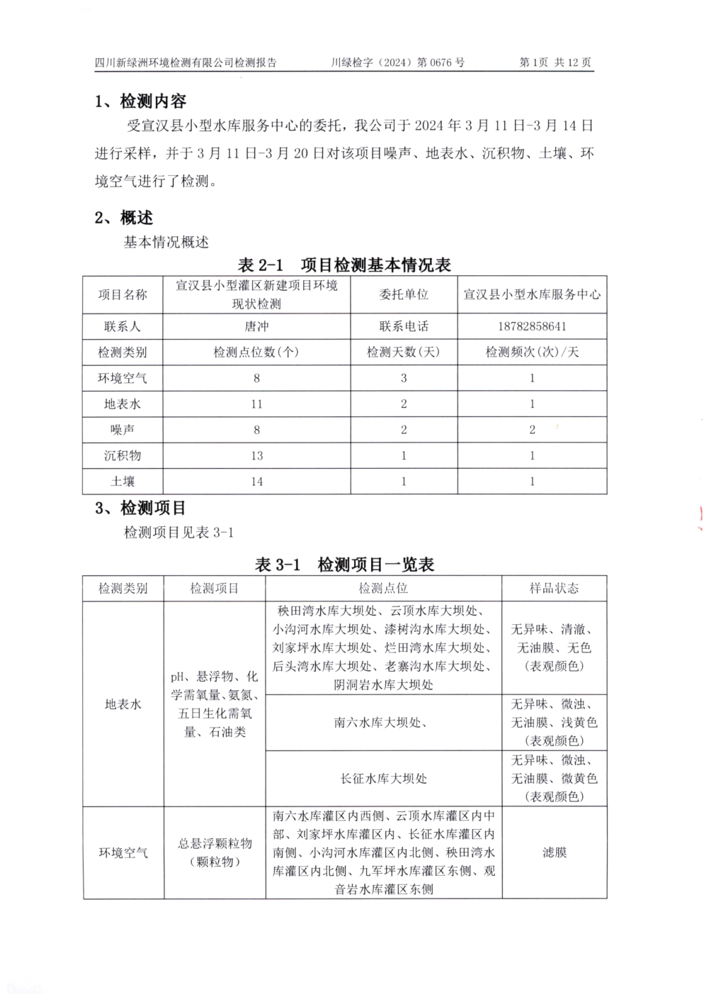 四川新绿洲环境检测有限公司检测报告 川绿检字（2024）第 0676 号 第 1页 共 12 页
1、检测内容
受宣汉县小型水库服务中心的委托，我公司于 2024 年 3 月 11 日-3 月 14 日
进行采样，并于 3 月 11 日-3 月 20 日对该项目噪声、地表水、沉积物、土壤、环
境空气进行了检测。
2、概述
基本情况概述
表 2-1 项目检测基本情况表
项目名称 宣汉县小型灌区新建项目环境 委托单位 宣汉县小型水库服务中心
现状检测
联系人 唐冲 联系电话 18782858641
检测类别 检测点位数(个) 检测天数(天) 检测频次(次)/天
环境空气 8 3 1
地表水 11 2 1
噪声 8 2 2
沉积物 13 1 1
土壤 14 1 1
3、检测项目
检测项目见表 3-1
表 3-1 检测项目一览表
检测类别 检测项目 检测点位 样品状态
地表水
pH、悬浮物、化
学需氧量、氨氮、
五日生化需氧
量、石油类
秧田湾水库大坝处、云顶水库大坝处、
小沟河水库大坝处、漆树沟水库大坝处、
刘家坪水库大坝处、烂田湾水库大坝处、
后头湾水库大坝处、老寨沟水库大坝处、
阴洞岩水库大坝处
无异味、清澈、
无油膜、无色
(表观颜色)
南六水库大坝处、
无异味、微浊、
无油膜、浅黄色
(表观颜色)
长征水库大坝处
无异味、微浊、
无油膜、微黄色
(表观颜色)
环境空气
总悬浮颗粒物
（颗粒物）
南六水库灌区内西侧、云顶水库灌区内中
部、刘家坪水库灌区内、长征水库灌区内
南侧、小沟河水库灌区内北侧、秧田湾水
库灌区内北侧、九军坪水库灌区东侧、观
音岩水库灌区东侧
滤膜